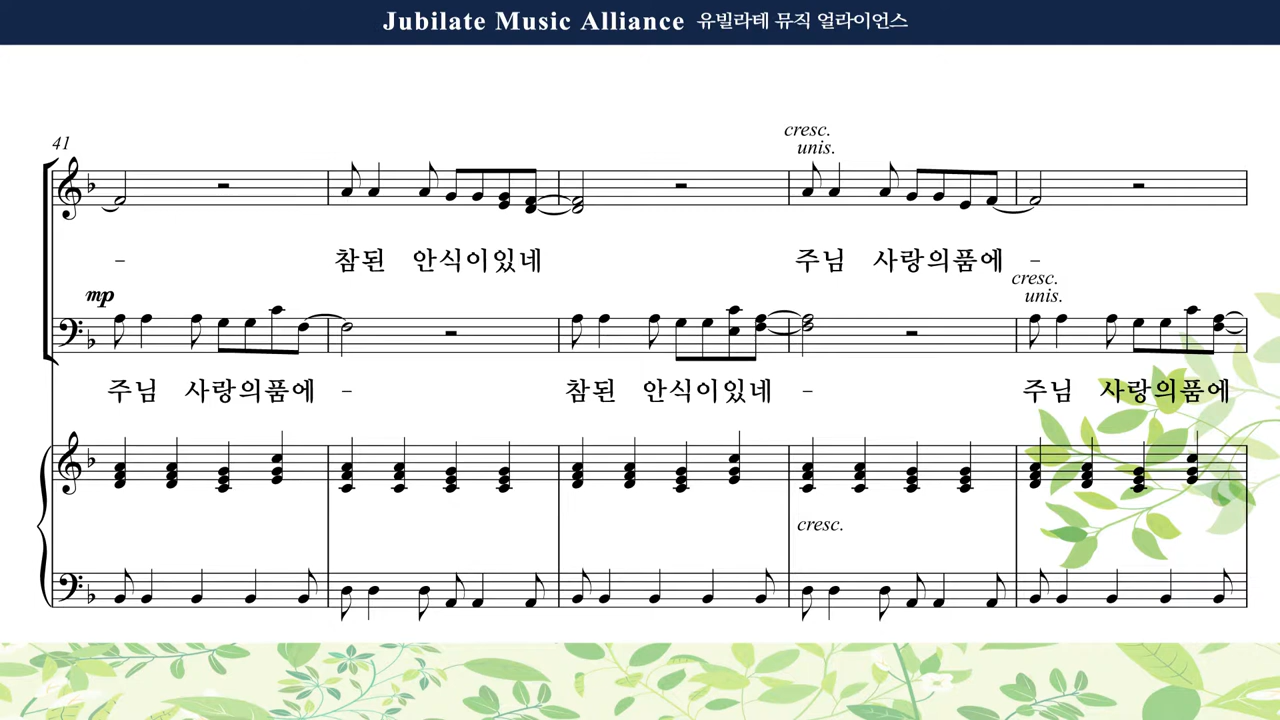 Jubilate Music Alliance 유빌라테 뮤직 얼라이언스
41
cresc.
unis.
- 참된 안식이있네 주님 사랑의품에 -
mp
cresc.
unis.
주님 사랑의품에 - 참된 안식이있네 - 주님 사랑의품에
cresc.